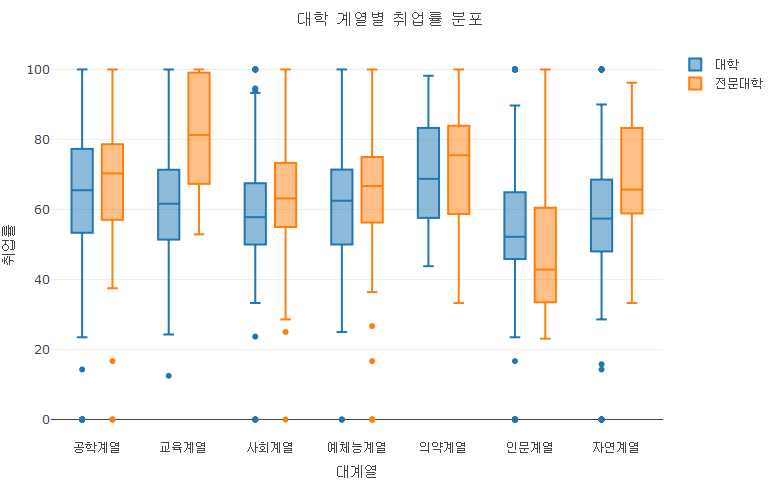 대학 계열별 취업률 분포
대학
전문대학
취업률
100
80
60
40
20
0
공학계열 교육계열 사회계열 예체능계열 의약계열 인문계열 자연계열
대계열